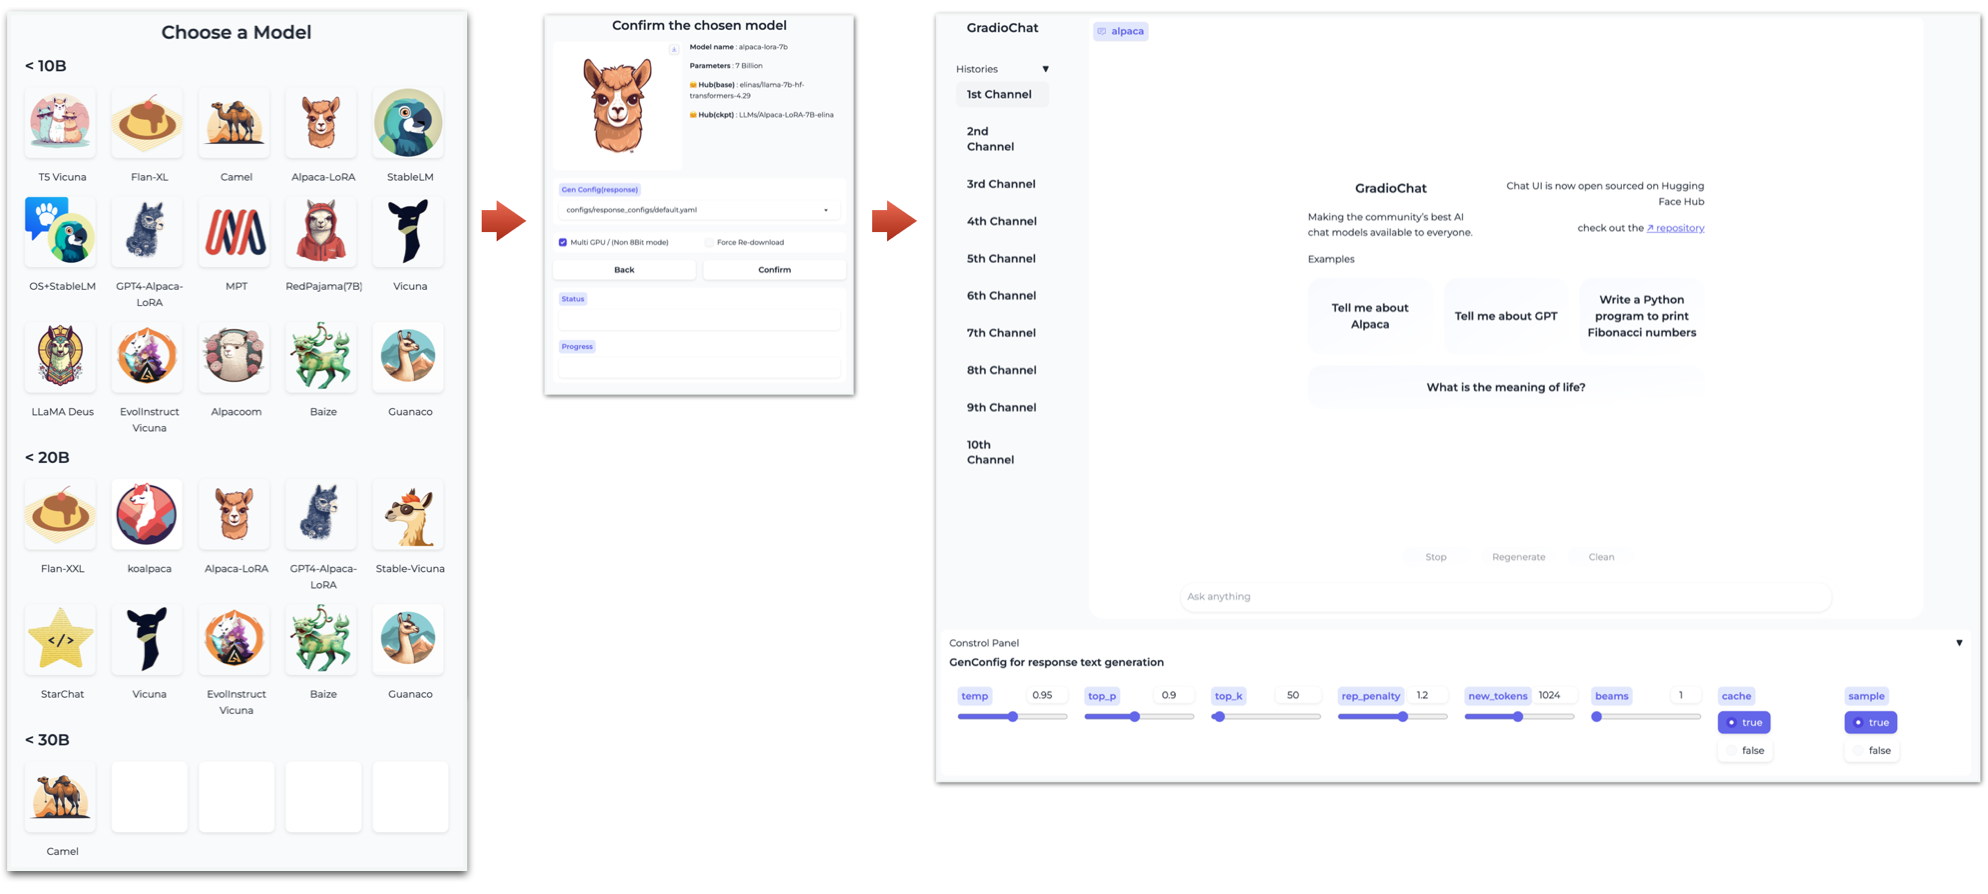 Choose a Model
< 10B
T5 Vicuna
Flan-XL
Camel
Alpaca-LoRA
StableLM
OS+StableLM
GPT4-Alpaca-
LoRA
MPT
RedPajama(7B)
Vicuna
LLaMA Deus
EvolInstruct
Vicuna
Alpacoom
Baize
Guanaco
< 20B
Flan-XXL
koalpaca
Alpaca-LoRA
GPT4-Alpaca-
LoRA
Stable-Vicuna
</>
StarChat
Vicuna
EvolInstruct
Vicuna
Baize
Guanaco
< 30B
Camel
Confirm the chosen model
Model name : alpaca-lora-7b
Parameters : 7 Billion
Hub(base) : elinas/llama-7b-hf-
transformers-4.29
Hub(ckpt) : LLMs/Alpaca-LoRA-7B-elina
Gen Config(response)
configs/response_configs/default.yaml
Multi GPU / (Non 8Bit mode)
Force Re-download
Back
Confirm
Status
Progress
GradioChat
Histories
1st Channel
2nd
Channel
3rd Channel
4th Channel
5th Channel
6th Channel
7th Channel
8th Channel
9th Channel
10th
Channel
alpaca
GradioChat
Making the community's best AI
chat models available to everyone.
Chat UI is now open sourced on Hugging
Face Hub
check out the ↗ repository
Examples
Tell me about
Alpaca
Tell me about GPT
Write a Python
program to print
Fibonacci numbers
What is the meaning of life?
Stop
Regenerate
Clean
Ask anything
Constrol Panel
GenConfig for response text generation
temp 0.95
top_p 0.9
top_k 50
rep_penalty 1.2
new_tokens 1024
beams 1
cache
true
false
sample
true
false